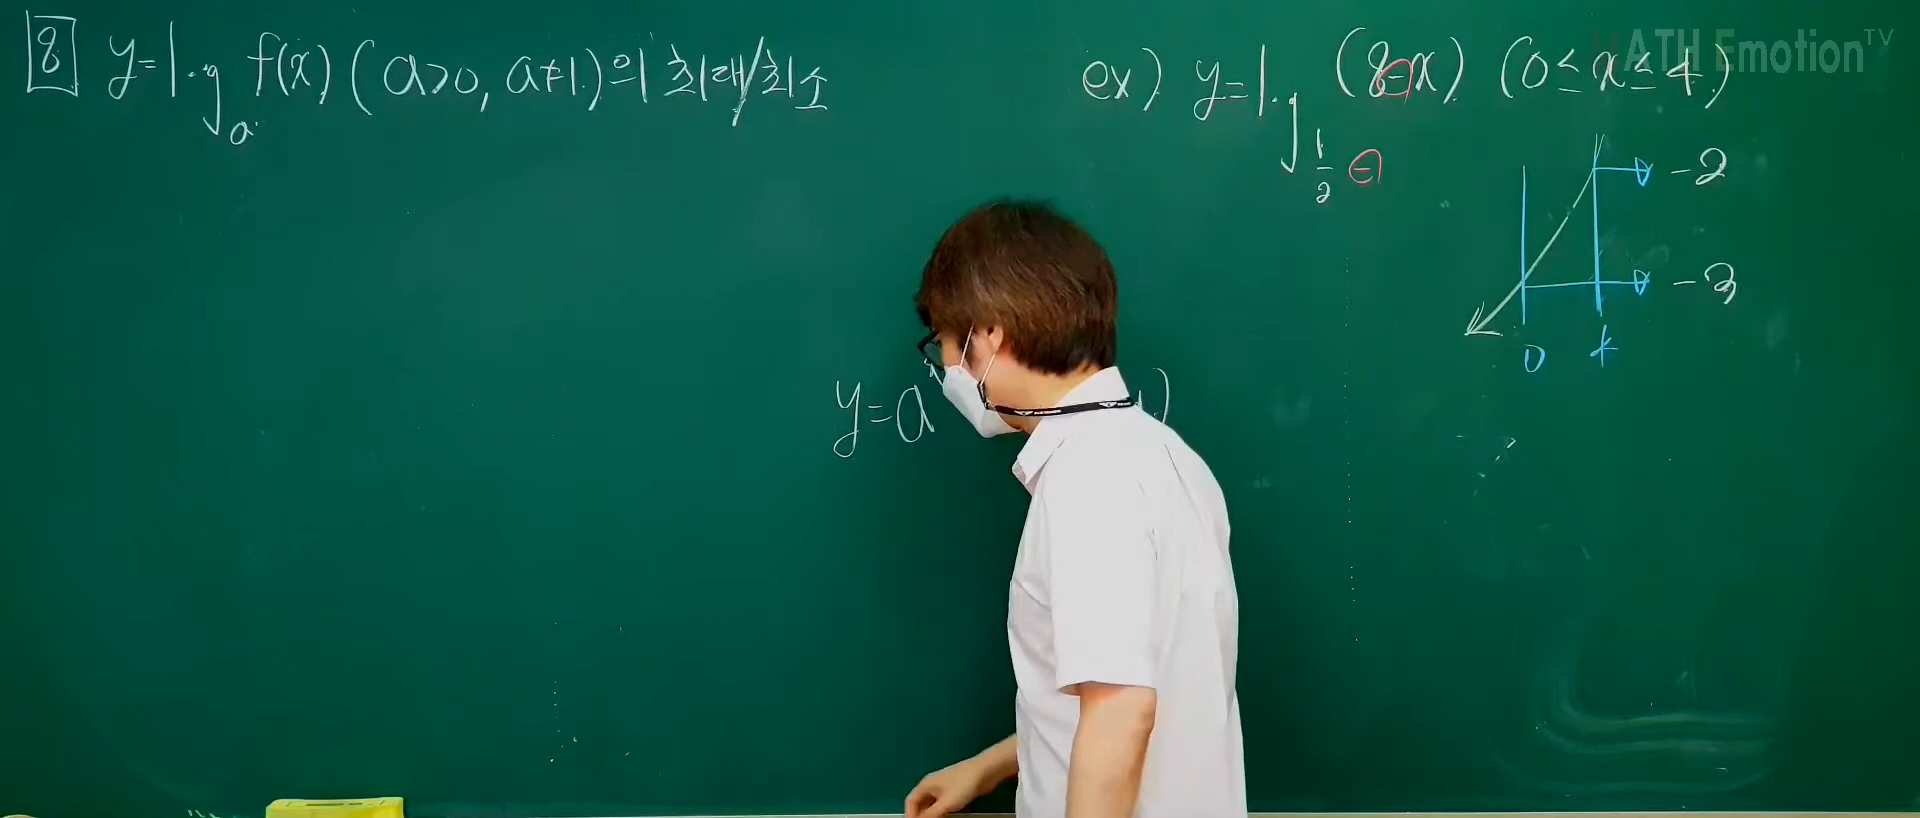 8 y=log_a f(x) (a>0, a≠1)의 최대/최소
ex) y=log_{1/2} (8-x) (0≤x≤4)
⊖
-2
-3
0 4
y=a
MATH Emotion TV